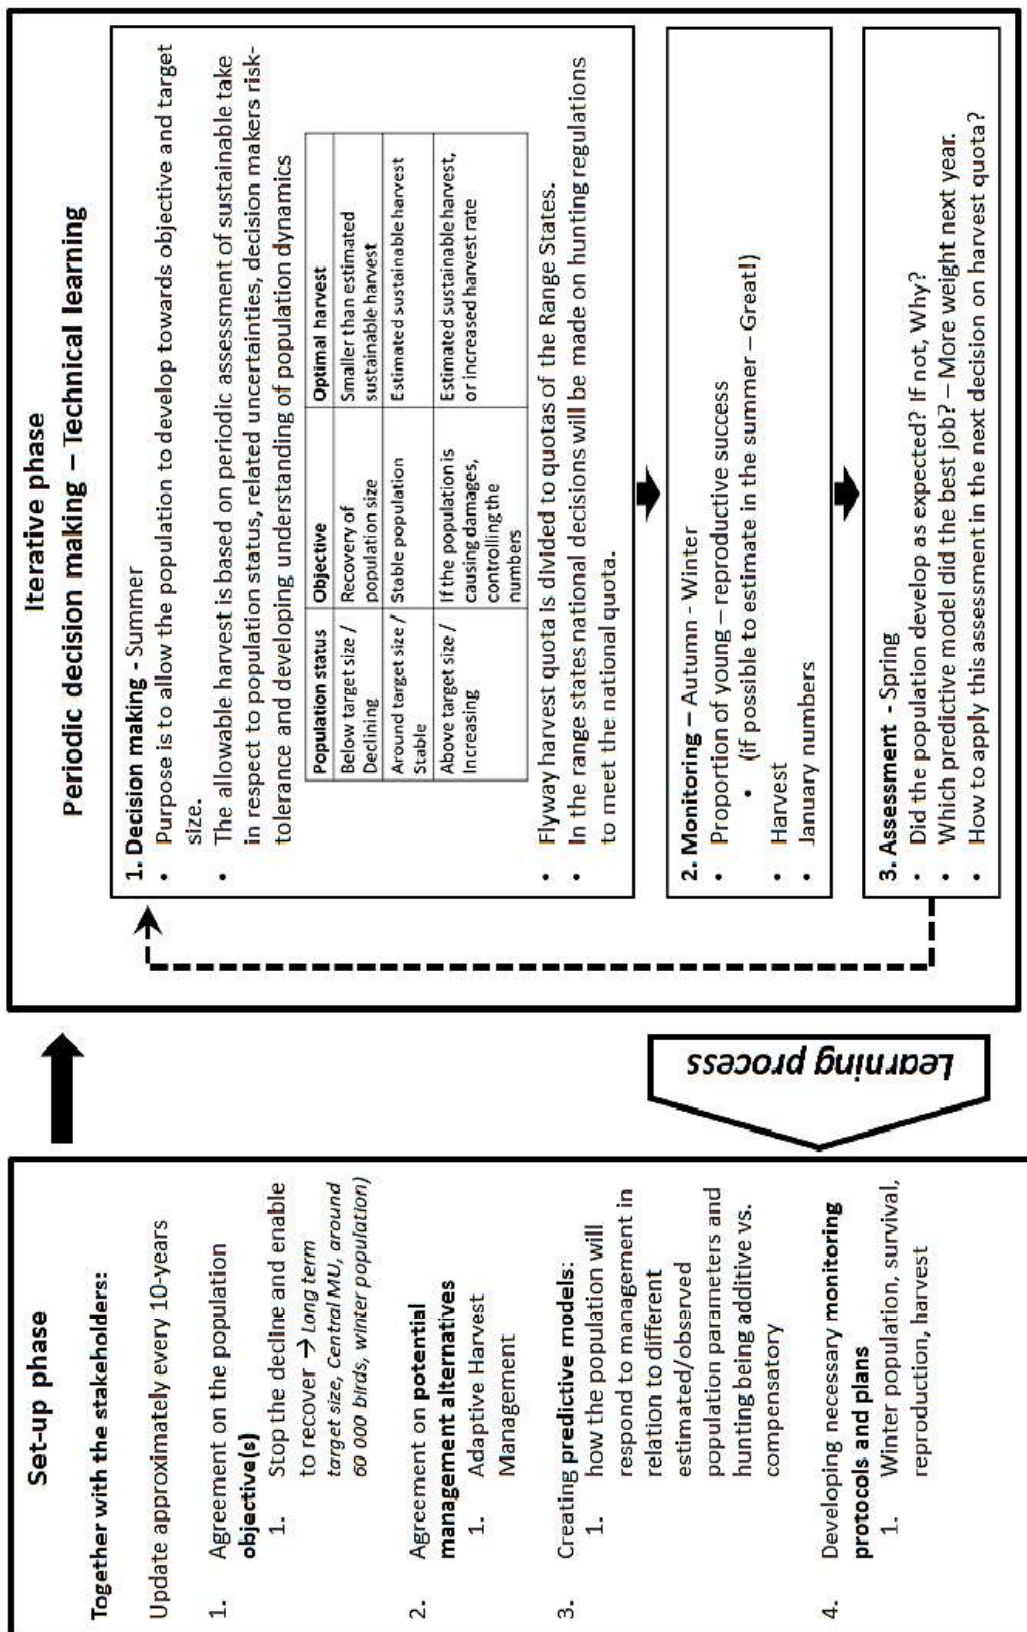 Set-up phase
Together with the stakeholders:
Update approximately every 10-years
1. Agreement on the population
objective(s)
1. Stop the decline and enable
to recover → Long term
target size, Central MU, around
60 000 birds, winter population)
2. Agreement on potential
management alternatives
1. Adaptive Harvest
Management
3. Creating predictive models:
1. how the population will
respond to management in
relation to different
estimated/observed
population parameters and
hunting being additive vs.
compensatory
4. Developing necessary monitoring
protocols and plans
1. Winter population, survival,
reproduction, harvest
Learning process
Iterative phase
Periodic decision making – Technical learning
1. Decision making - Summer
• Purpose is to allow the population to develop towards objective and target
size.
• The allowable harvest is based on periodic assessment of sustainable take
in respect to population status, related uncertainties, decision makers risk-
tolerance and developing understanding of population dynamics
Population status Objective Optimal harvest
Below target size / Recovery of Smaller than estimated
Declining population size sustainable harvest
Around target size / Stable population Estimated sustainable harvest
Stable
Above target size / If the population is Estimated sustainable harvest,
Increasing causing damages, or increased harvest rate
controlling the
numbers
• Flyway harvest quota is divided to quotas of the Range States.
• In the range states national decisions will be made on hunting regulations
to meet the national quota.
2. Monitoring – Autumn - Winter
• Proportion of young – reproductive success
• (if possible to estimate in the summer – Great!)
• Harvest
• January numbers
3. Assessment - Spring
• Did the population develop as expected? If not, Why?
• Which predictive model did the best job? – More weight next year.
• How to apply this assessment in the next decision on harvest quota?